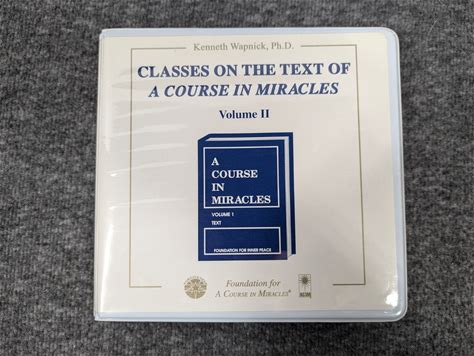 Kenneth Wapnick, Ph.D.
CLASSES ON THE TEXT OF
A COURSE IN MIRACLES
Volume II
A
COURSE
IN
MIRACLES
VOLUME 1
TEXT
FOUNDATION FOR INNER PEACE
Foundation for
A COURSE IN MIRACLES®